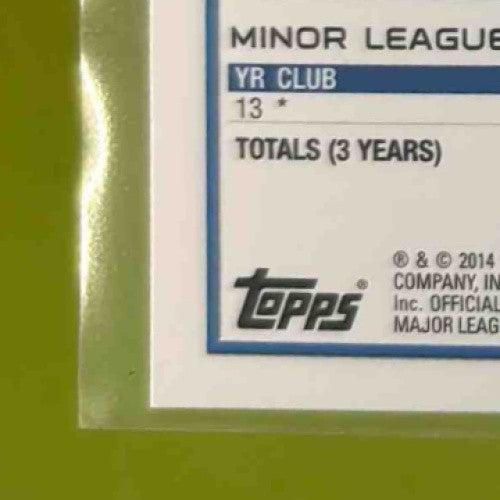 MINOR LEAGUE
YR CLUB
13 *
TOTALS (3 YEARS)
® & © 2014
COMPANY, IN
Inc. OFFICIAL
MAJOR LEAG
Topps ®